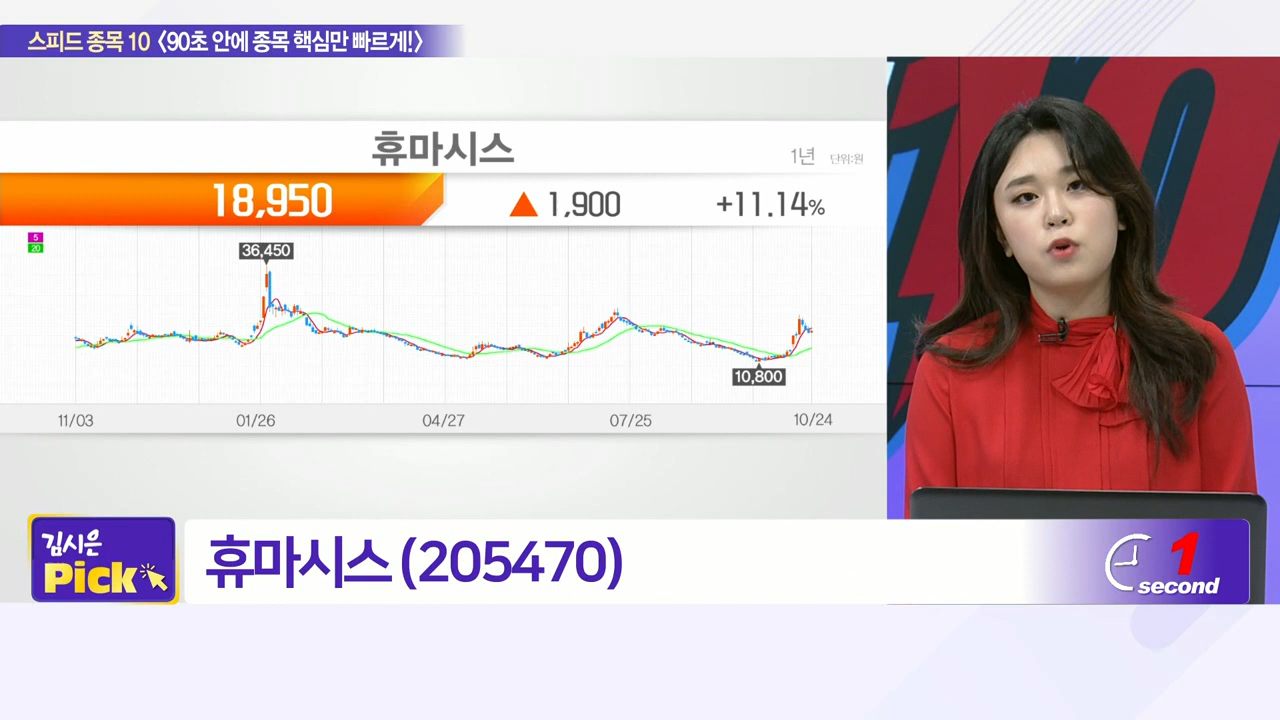 스피드 종목 10 <90초 안에 종목 핵심만 빠르게!>
휴마시스
1년 단위:원
18,950 ▲ 1,900 +11.14%
5
20
36,450
10,800
11/03 01/26 04/27 07/25 10/24
김시은
Pick
휴마시스 (205470)
1
second
10